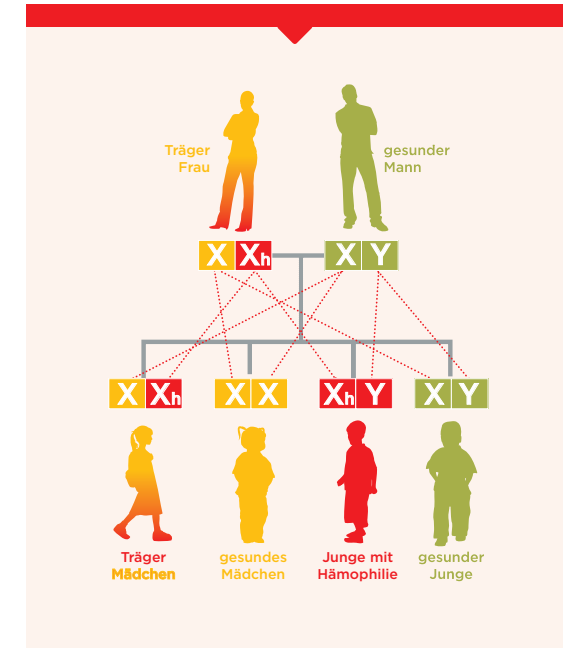 Träger
Frau
gesunder
Mann
X Xh
X Y
X Xh
X X
Xh Y
X Y
Träger
Mädchen
gesundes
Mädchen
Junge mit
Hämophilie
gesunder
Junge